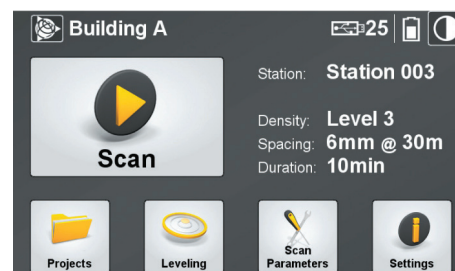 Building A
25
Station: Station 003
Density: Level 3
Spacing: 6mm @ 30m
Duration: 10min
Scan
Projects
Leveling
Scan
Parameters
Settings